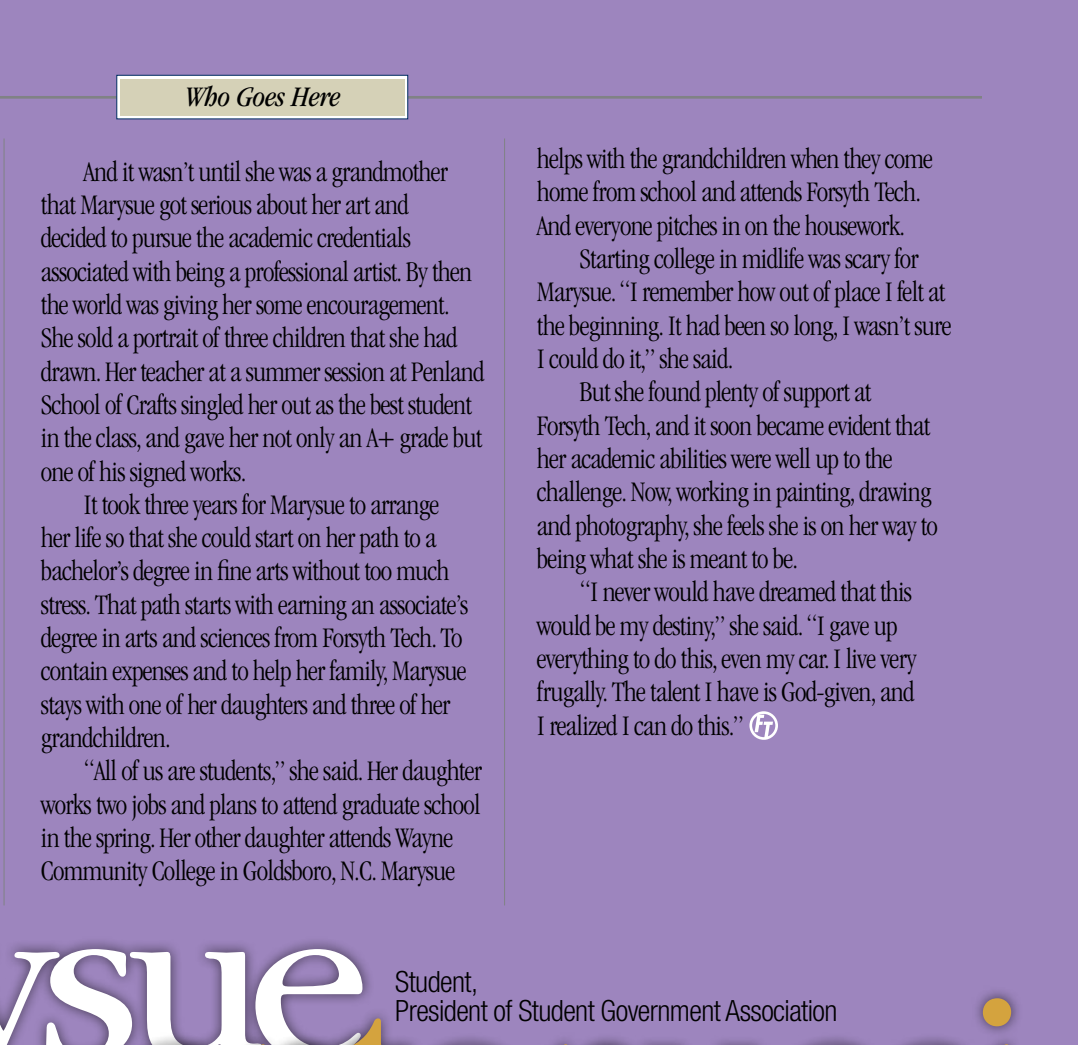 Who Goes Here
And it wasn't until she was a grandmother
that Marysue got serious about her art and
decided to pursue the academic credentials
associated with being a professional artist. By then
the world was giving her some encouragement.
She sold a portrait of three children that she had
drawn. Her teacher at a summer session at Penland
School of Crafts singled her out as the best student
in the class, and gave her not only an A+ grade but
one of his signed works.
It took three years for Marysue to arrange
her life so that she could start on her path to a
bachelor's degree in fine arts without too much
stress. That path starts with earning an associate's
degree in arts and sciences from Forsyth Tech. To
contain expenses and to help her family, Marysue
stays with one of her daughters and three of her
grandchildren.
“All of us are students,” she said. Her daughter
works two jobs and plans to attend graduate school
in the spring. Her other daughter attends Wayne
Community College in Goldsboro, N.C. Marysue
helps with the grandchildren when they come
home from school and attends Forsyth Tech.
And everyone pitches in on the housework.
Starting college in midlife was scary for
Marysue. “I remember how out of place I felt at
the beginning. It had been so long, I wasn't sure
I could do it,” she said.
But she found plenty of support at
Forsyth Tech, and it soon became evident that
her academic abilities were well up to the
challenge. Now, working in painting, drawing
and photography, she feels she is on her way to
being what she is meant to be.
“I never would have dreamed that this
would be my destiny,” she said. “I gave up
everything to do this, even my car. I live very
frugally. The talent I have is God-given, and
I realized I can do this.” FT
ysue
Student,
President of Student Government Association